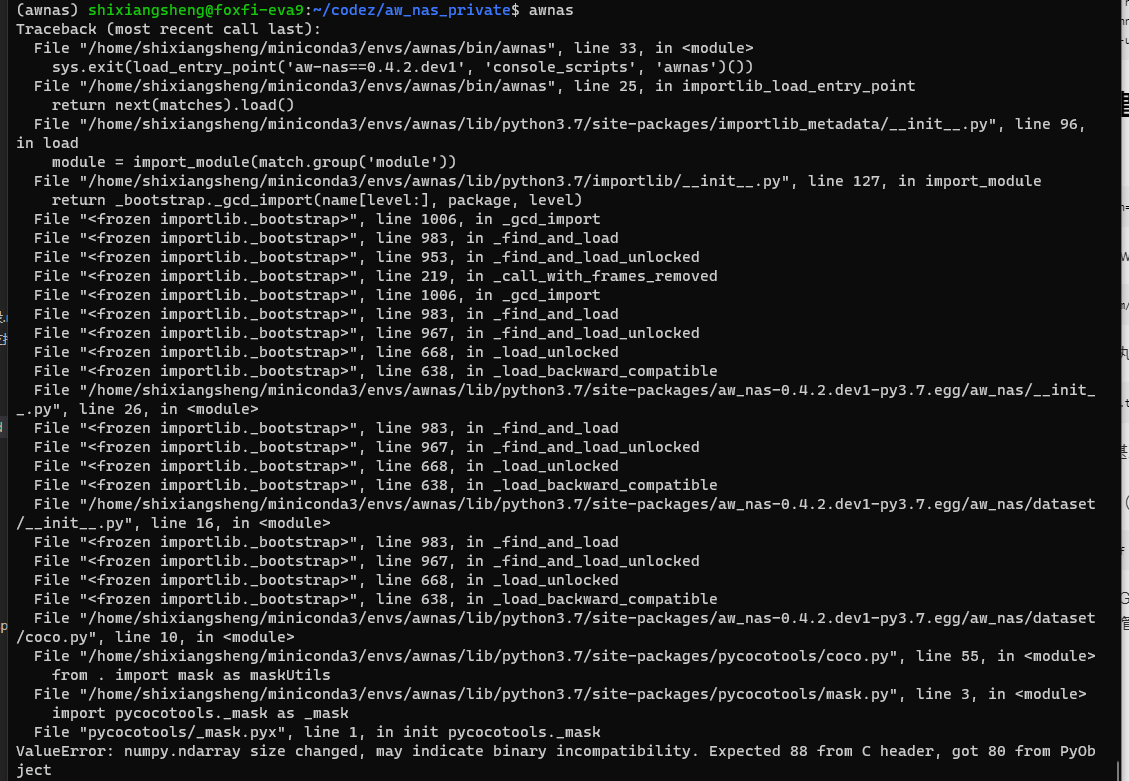 (awnas) shixiangsheng@foxfi-eva9:~/codez/aw_nas_private$ awnas
Traceback (most recent call last):
  File "/home/shixiangsheng/miniconda3/envs/awnas/bin/awnas", line 33, in <module>
    sys.exit(load_entry_point('aw-nas==0.4.2.dev1', 'console_scripts', 'awnas')())
  File "/home/shixiangsheng/miniconda3/envs/awnas/bin/awnas", line 25, in importlib_load_entry_point
    return next(matches).load()
  File "/home/shixiangsheng/miniconda3/envs/awnas/lib/python3.7/site-packages/importlib_metadata/__init__.py", line 96,
in load
    module = import_module(match.group('module'))
  File "/home/shixiangsheng/miniconda3/envs/awnas/lib/python3.7/importlib/__init__.py", line 127, in import_module
    return _bootstrap._gcd_import(name[level:], package, level)
  File "<frozen importlib._bootstrap>", line 1006, in _gcd_import
  File "<frozen importlib._bootstrap>", line 983, in _find_and_load
  File "<frozen importlib._bootstrap>", line 953, in _find_and_load_unlocked
  File "<frozen importlib._bootstrap>", line 219, in _call_with_frames_removed
  File "<frozen importlib._bootstrap>", line 1006, in _gcd_import
  File "<frozen importlib._bootstrap>", line 983, in _find_and_load
  File "<frozen importlib._bootstrap>", line 967, in _find_and_load_unlocked
  File "<frozen importlib._bootstrap>", line 668, in _load_unlocked
  File "<frozen importlib._bootstrap>", line 638, in _load_backward_compatible
  File "/home/shixiangsheng/miniconda3/envs/awnas/lib/python3.7/site-packages/aw_nas-0.4.2.dev1-py3.7.egg/aw_nas/__init_
_.py", line 26, in <module>
  File "<frozen importlib._bootstrap>", line 983, in _find_and_load
  File "<frozen importlib._bootstrap>", line 967, in _find_and_load_unlocked
  File "<frozen importlib._bootstrap>", line 668, in _load_unlocked
  File "<frozen importlib._bootstrap>", line 638, in _load_backward_compatible
  File "/home/shixiangsheng/miniconda3/envs/awnas/lib/python3.7/site-packages/aw_nas-0.4.2.dev1-py3.7.egg/aw_nas/dataset
/__init__.py", line 16, in <module>
  File "<frozen importlib._bootstrap>", line 983, in _find_and_load
  File "<frozen importlib._bootstrap>", line 967, in _find_and_load_unlocked
  File "<frozen importlib._bootstrap>", line 668, in _load_unlocked
  File "<frozen importlib._bootstrap>", line 638, in _load_backward_compatible
  File "/home/shixiangsheng/miniconda3/envs/awnas/lib/python3.7/site-packages/aw_nas-0.4.2.dev1-py3.7.egg/aw_nas/dataset
/coco.py", line 10, in <module>
  File "/home/shixiangsheng/miniconda3/envs/awnas/lib/python3.7/site-packages/pycocotools/coco.py", line 55, in <module>
    from . import mask as maskUtils
  File "/home/shixiangsheng/miniconda3/envs/awnas/lib/python3.7/site-packages/pycocotools/mask.py", line 3, in <module>
    import pycocotools._mask as _mask
  File "pycocotools/_mask.pyx", line 1, in init pycocotools._mask
ValueError: numpy.ndarray size changed, may indicate binary incompatibility. Expected 88 from C header, got 80 from PyOb
ject